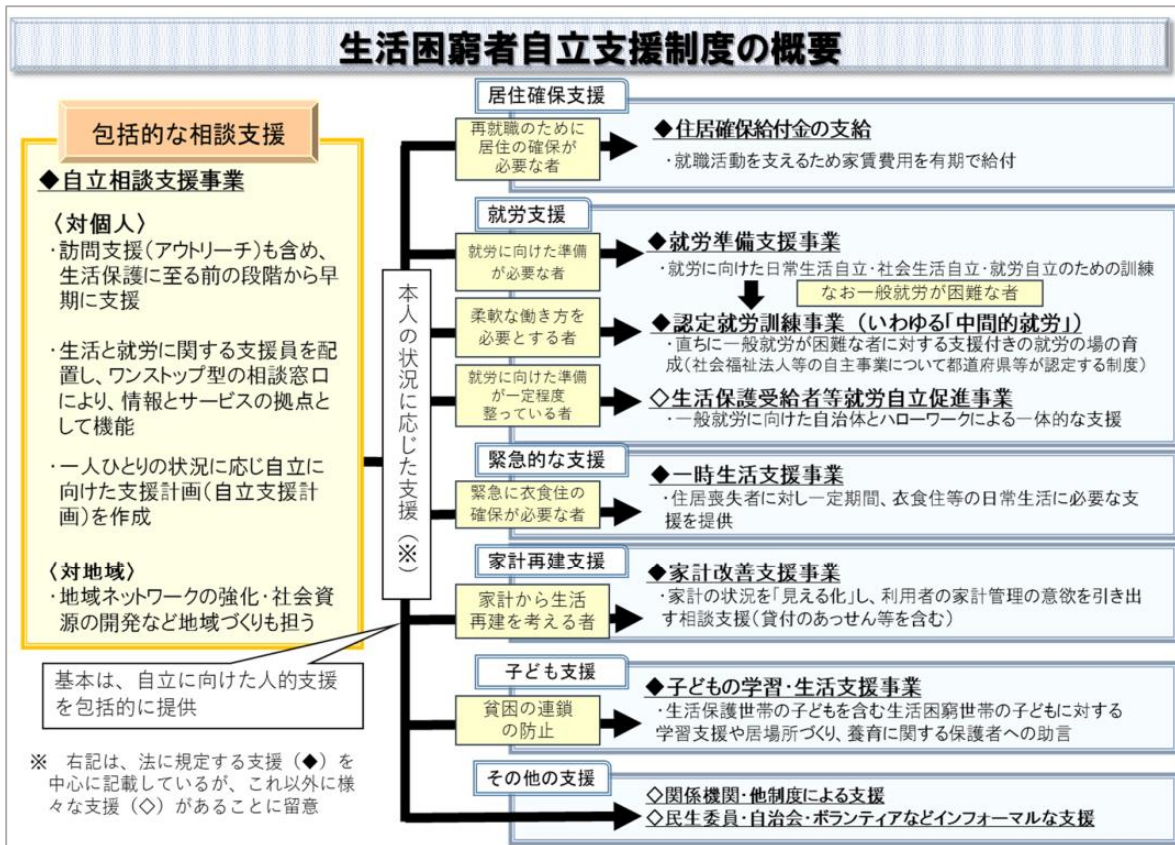 生活困窮者自立支援制度の概要
包括的な相談支援
◆自立相談支援事業
〈対個人〉
・訪問支援(アウトリーチ)も含め、
生活保護に至る前の段階から早
期に支援
・生活と就労に関する支援員を配
置し、ワンストップ型の相談窓口
により、情報とサービスの拠点と
して機能
・一人ひとりの状況に応じ自立に
向けた支援計画(自立支援計
画)を作成
〈対地域〉
・地域ネットワークの強化・社会資
源の開発など地域づくりも担う
基本は、自立に向けた人的支援
を包括的に提供
※　右記は、法に規定する支援（◆）を
中心に記載しているが、これ以外に様
々な支援（◇）があることに留意
本人の状況に応じた支援（※）
居住確保支援
再就職のために
居住の確保が
必要な者
◆住居確保給付金の支給
・就職活動を支えるため家賃費用を有期で給付
就労支援
就労に向けた準備
が必要な者
◆就労準備支援事業
・就労に向けた日常生活自立・社会生活自立・就労自立のための訓練
なお一般就労が困難な者
柔軟な働き方を
必要とする者
◆認定就労訓練事業（いわゆる「中間的就労」）
・直ちに一般就労が困難な者に対する支援付きの就労の場の育
成(社会福祉法人等の自主事業について都道府県等が認定する制度)
就労に向けた準備
が一定程度
整っている者
◇生活保護受給者等就労自立促進事業
・一般就労に向けた自治体とハローワークによる一体的な支援
緊急的な支援
緊急に衣食住の
確保が必要な者
◆一時生活支援事業
・住居喪失者に対し一定期間、衣食住等の日常生活に必要な支
援を提供
家計再建支援
家計から生活
再建を考える者
◆家計改善支援事業
・家計の状況を「見える化」し、利用者の家計管理の意欲を引き出
す相談支援(貸付のあっせん等を含む)
子ども支援
貧困の連鎖
の防止
◆子どもの学習・生活支援事業
・生活保護世帯の子どもを含む生活困窮世帯の子どもに対する
学習支援や居場所づくり、養育に関する保護者への助言
その他の支援
◇関係機関・他制度による支援
◇民生委員・自治会・ボランティアなどインフォーマルな支援